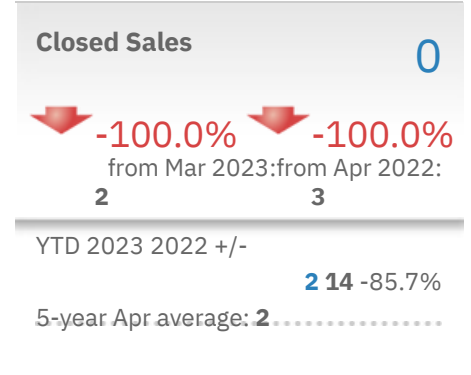 Closed Sales
0
-100.0% -100.0%
from Mar 2023:from Apr 2022:
2 3
YTD 2023 2022 +/-
2 14 -85.7%
5-year Apr average: 2